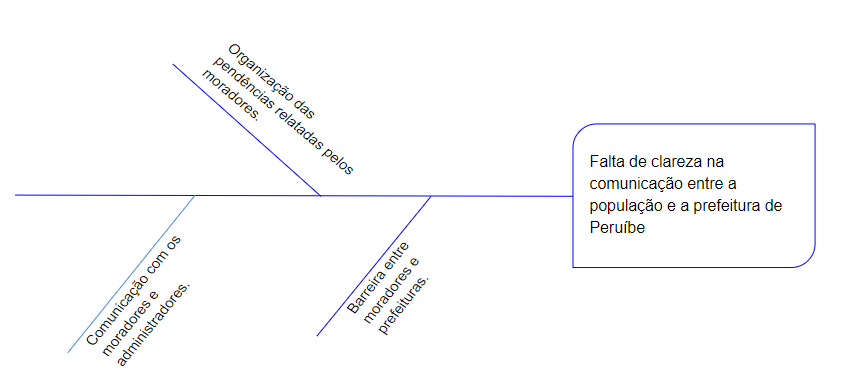 Organização das
pendências relatadas pelos
moradores.
Falta de clareza na
comunicação entre a
população e a prefeitura de
Peruíbe
Comunicação com os
moradores e
administradores.
Barreira entre
moradores e
prefeituras.